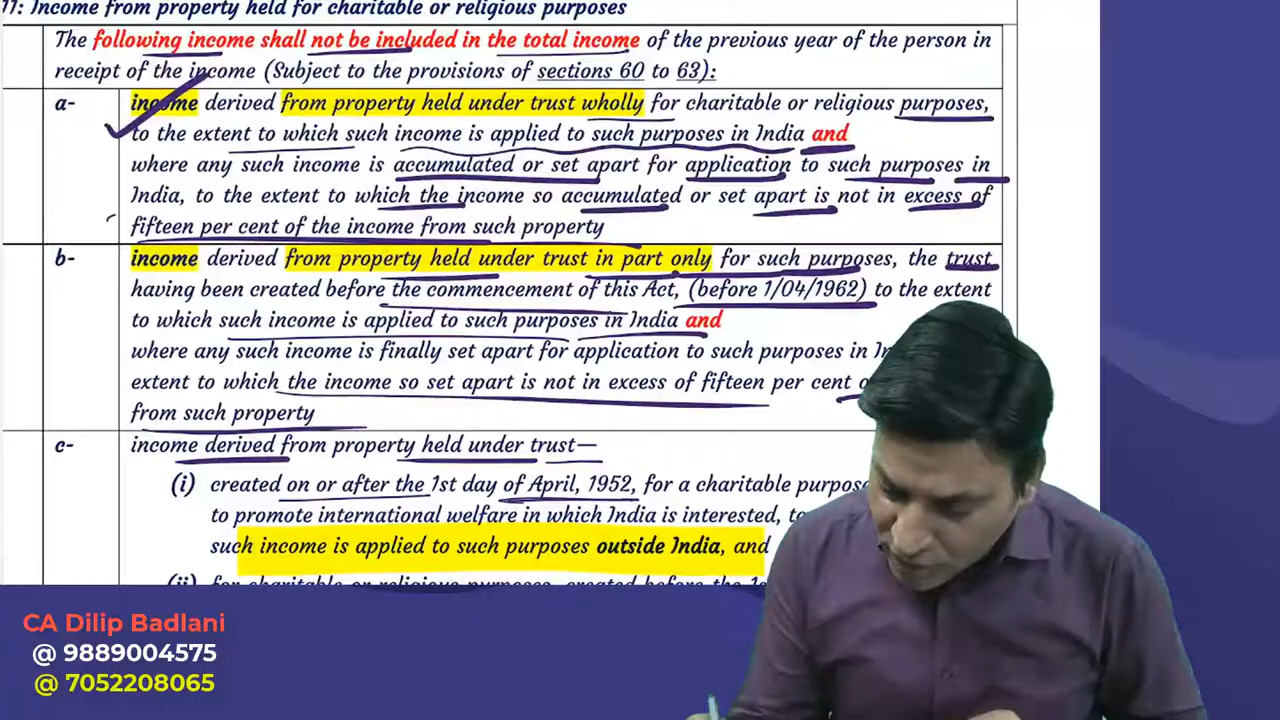 11: Income from property held for charitable or religious purposes
The following income shall not be included in the total income of the previous year of the person in
receipt of the income (Subject to the provisions of sections 60 to 63):
a- income derived from property held under trust wholly for charitable or religious purposes,
to the extent to which such income is applied to such purposes in India and
where any such income is accumulated or set apart for application to such purposes in
India, to the extent to which the income so accumulated or set apart is not in excess of
fifteen per cent of the income from such property
b- income derived from property held under trust in part only for such purposes, the trust
having been created before the commencement of this Act, (before 1/04/1962) to the extent
to which such income is applied to such purposes in India and
where any such income is finally set apart for application to such purposes in
extent to which the income so set apart is not in excess of fifteen per cent
from such property
c- income derived from property held under trust—
(i) created on or after the 1st day of April, 1952, for a charitable
to promote international welfare in which India is interested,
such income is applied to such purposes outside India, and
(ii) for charitable or religious purposes, created before the
CA Dilip Badlani
@ 9889004575
@ 7052208065